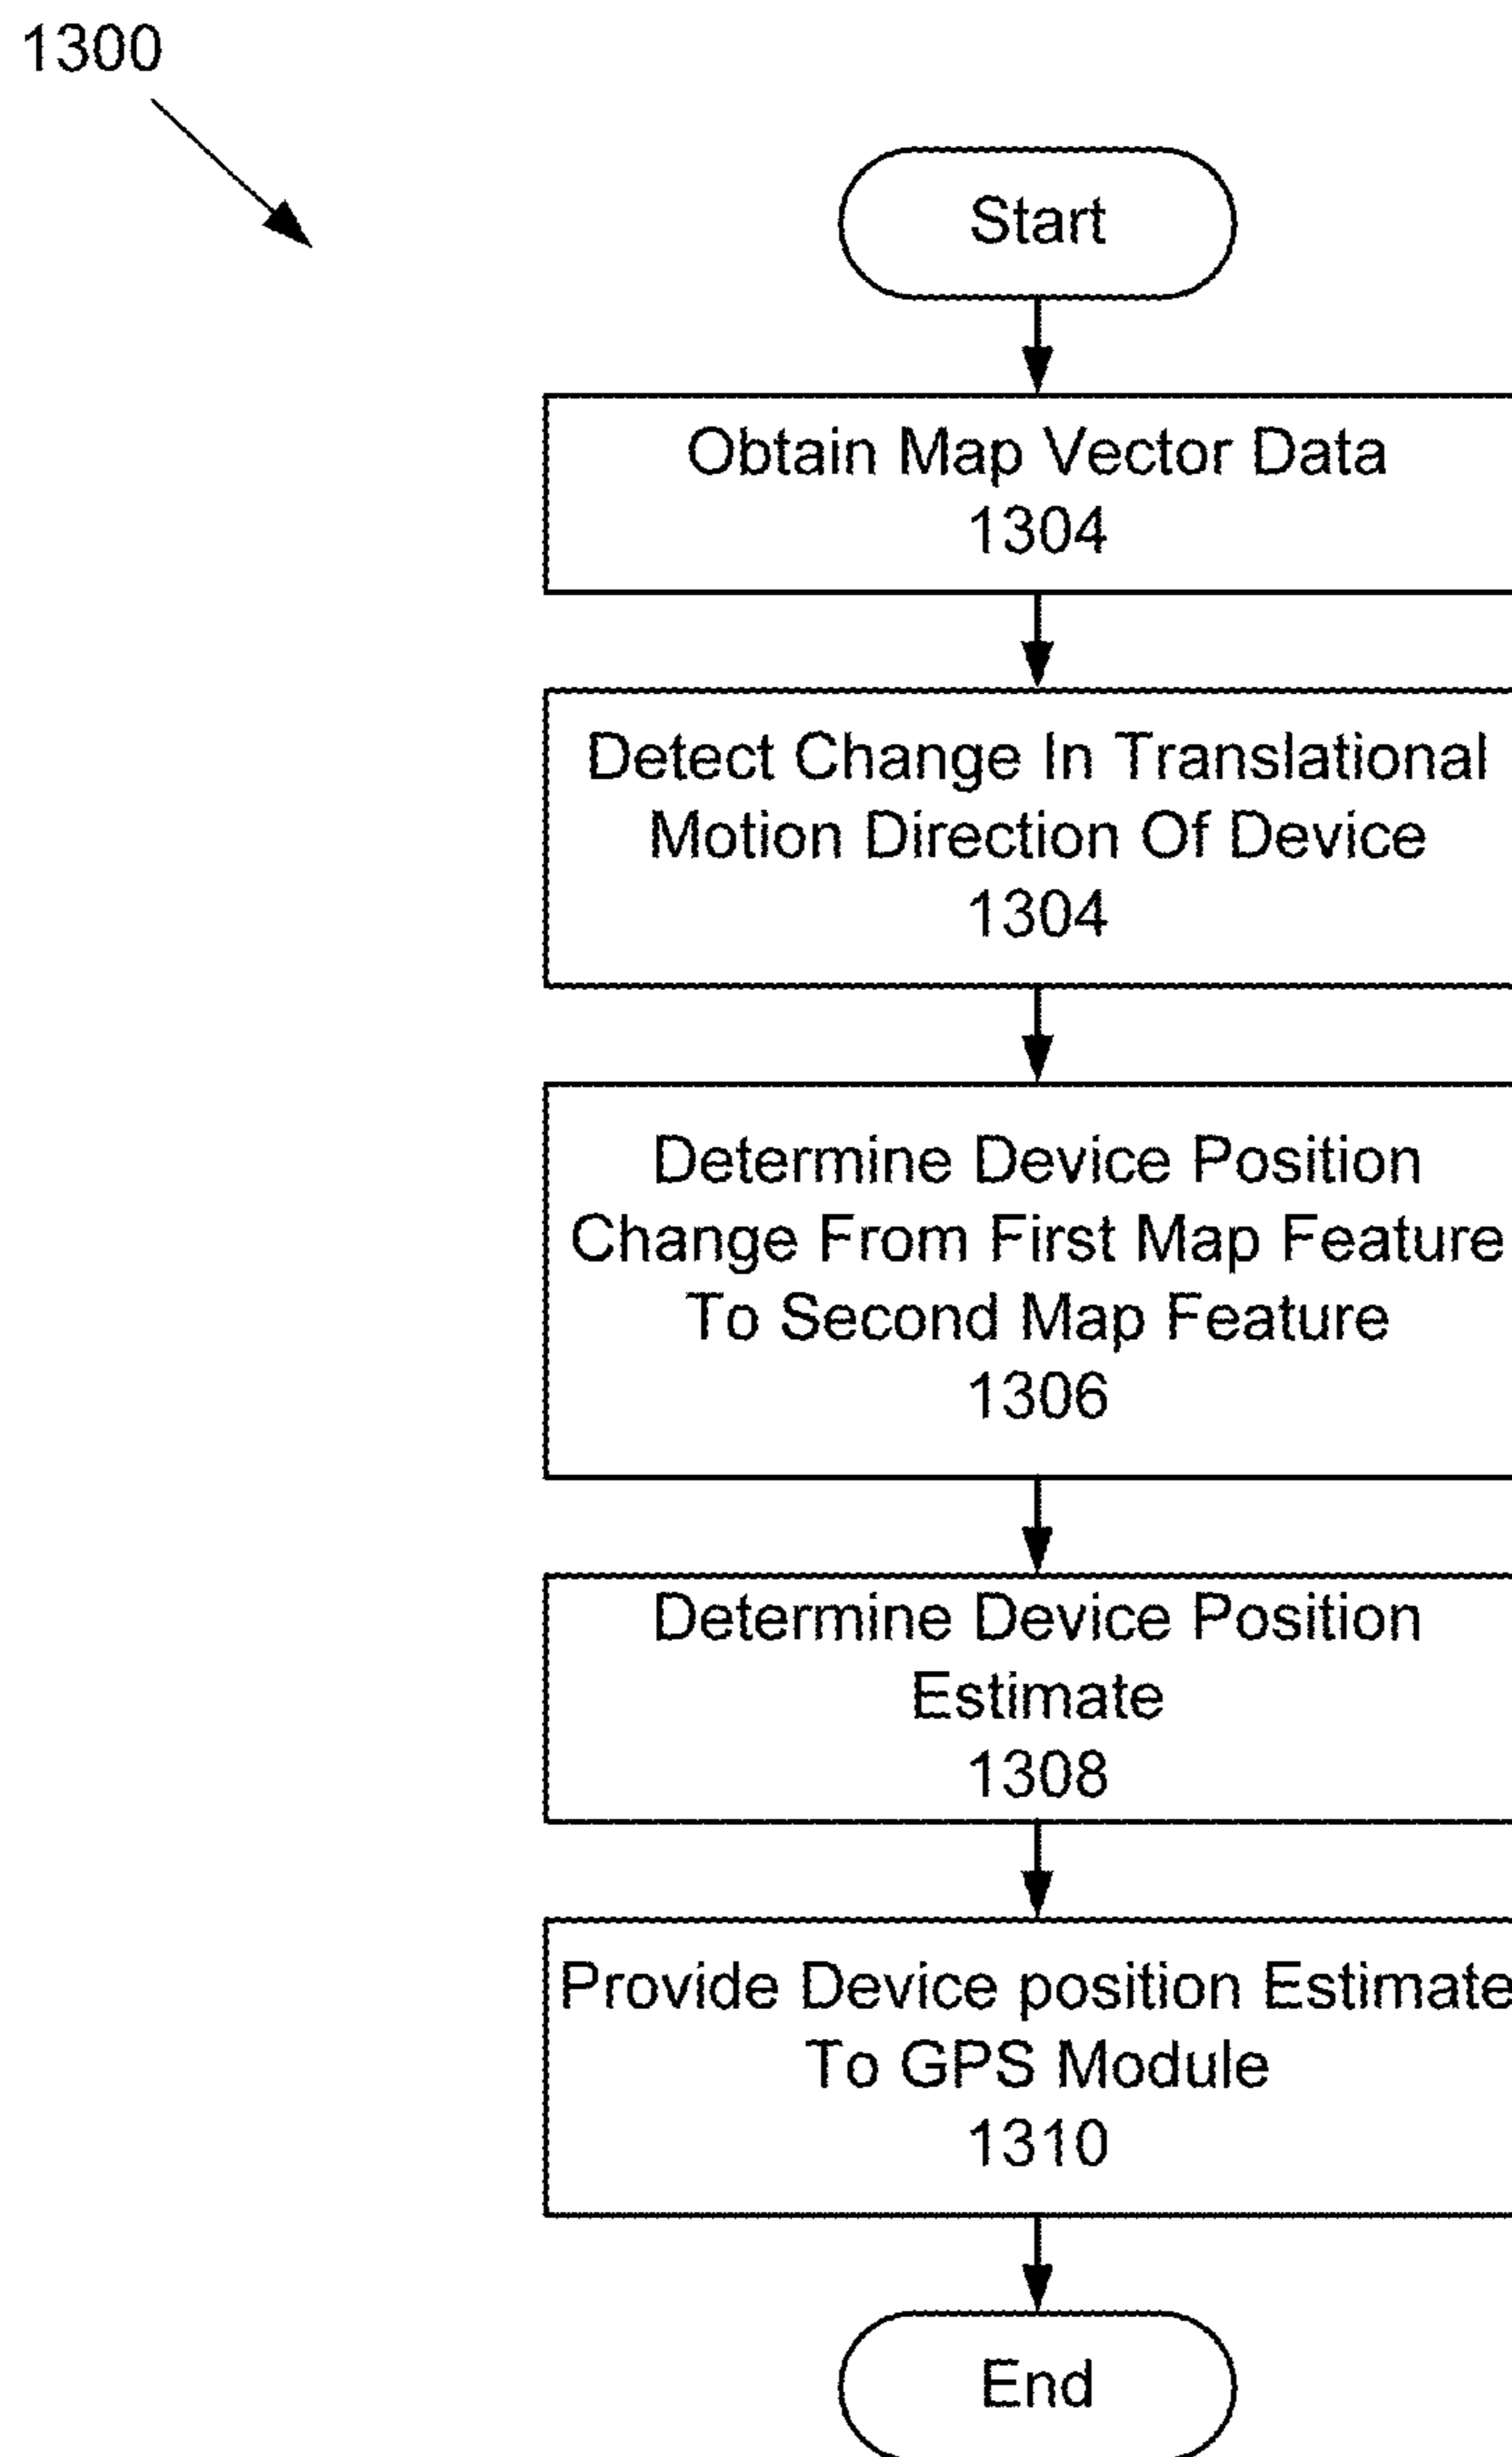 1300
Start
Obtain Map Vector Data
1304
Detect Change In Translational
Motion Direction Of Device
1304
Determine Device Position
Change From First Map Feature
To Second Map Feature
1306
Determine Device Position
Estimate
1308
Provide Device position Estimate
To GPS Module
1310
End